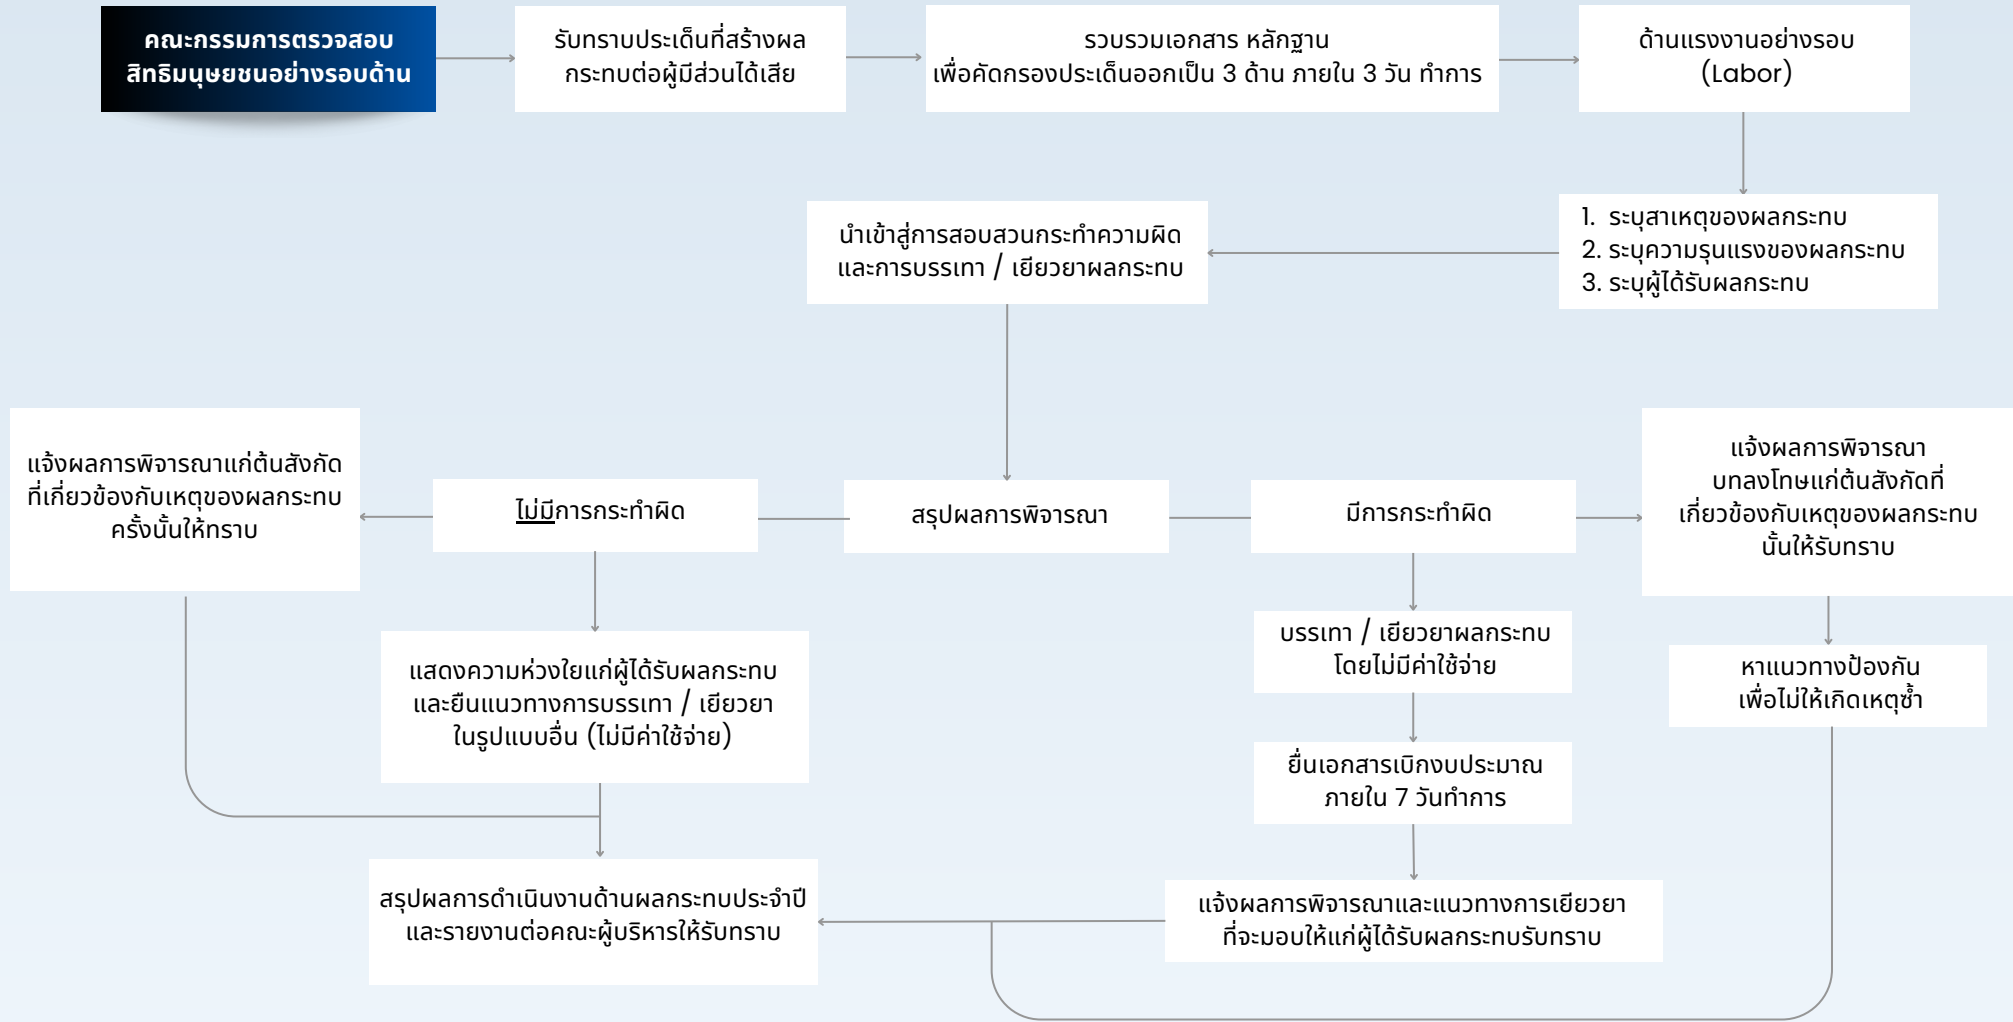 คณะกรรมการตรวจสอบ
สิทธิมนุษยชนอย่างรอบด้าน
รับทราบประเด็นที่สร้างผล
กระทบต่อผู้มีส่วนได้เสีย
รวบรวมเอกสาร หลักฐาน
เพื่อคัดกรองประเด็นออกเป็น 3 ด้าน ภายใน 3 วัน ทำการ
ด้านแรงงานอย่างรอบ
(Labor)
1. ระบุสาเหตุของผลกระทบ
2. ระบุความรุนแรงของผลกระทบ
3. ระบุผู้ได้รับผลกระทบ
นำเข้าสู่การสอบสวนกระทำความผิด
และการบรรเทา / เยียวยาผลกระทบ
แจ้งผลการพิจารณาแก่ต้นสังกัด
ที่เกี่ยวข้องกับเหตุของผลกระทบ
ครั้งนั้นให้ทราบ
ไม่มีการกระทำผิด
สรุปผลการพิจารณา
มีการกระทำผิด
แจ้งผลการพิจารณา
บทลงโทษแก่ต้นสังกัดที่
เกี่ยวข้องกับเหตุของผลกระทบ
นั้นให้รับทราบ
แสดงความห่วงใยแก่ผู้ได้รับผลกระทบ
และยืนแนวทางการบรรเทา / เยียวยา
ในรูปแบบอื่น (ไม่มีค่าใช้จ่าย)
บรรเทา / เยียวยาผลกระทบ
โดยไม่มีค่าใช้จ่าย
หาแนวทางป้องกัน
เพื่อไม่ให้เกิดเหตุซ้ำ
ยื่นเอกสารเบิกงบประมาณ
ภายใน 7 วันทำการ
สรุปผลการดำเนินงานด้านผลกระทบประจำปี
และรายงานต่อคณะผู้บริหารให้รับทราบ
แจ้งผลการพิจารณาและแนวทางการเยียวยา
ที่จะมอบให้แก่ผู้ได้รับผลกระทบรับทราบ